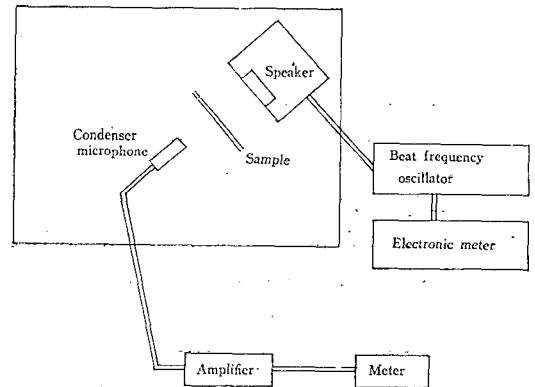 Speaker
Condenser
microphone
Sample
Beat frequency
oscillator
Electronic meter
Amplifier
Meter